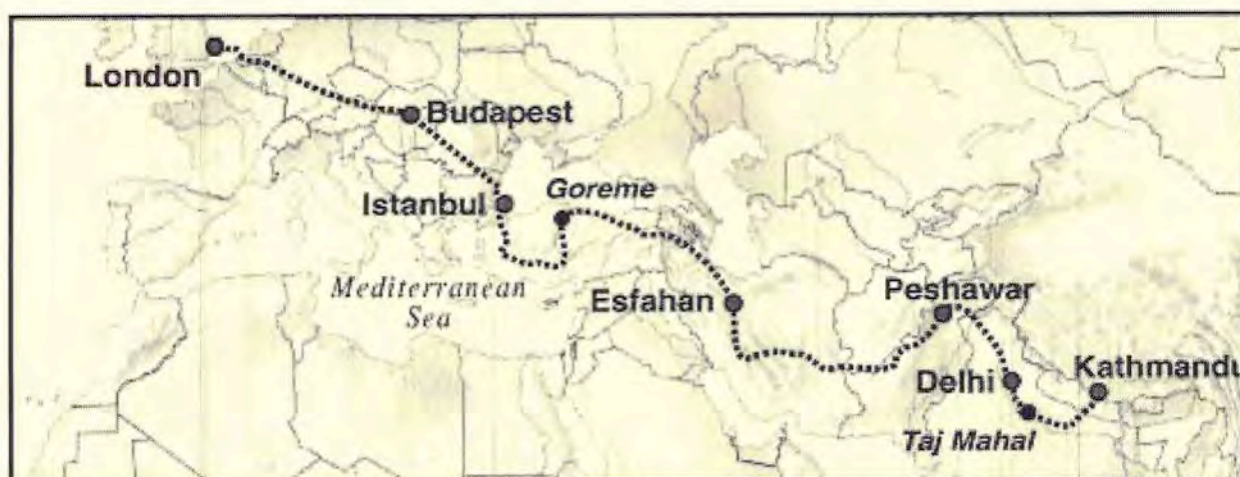 London
Budapest
Istanbul
Goreme
Mediterranean
Sea
Esfahan
Peshawar
Delhi
Kathmandu
Taj Mahal